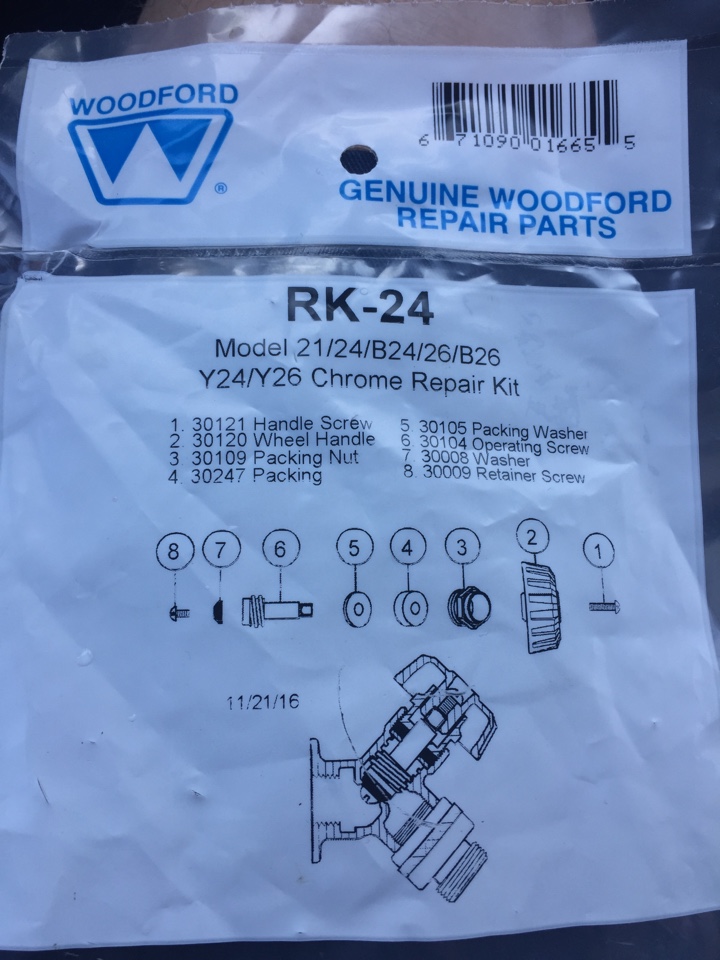 WOODFORD
®
6 71090 01665 5
GENUINE WOODFORD
REPAIR PARTS
RK-24
Model 21/24/B24/26/B26
Y24/Y26 Chrome Repair Kit
1. 30121 Handle Screw
2 30120 Wheel Handle
3 30109 Packing Nut
4. 30247 Packing
5. 30105 Packing Washer
6. 30104 Operating Screw
7 30008 Washer
8 30009 Retainer Screw
8 7 6 5 4 3 2 1
11/21/16